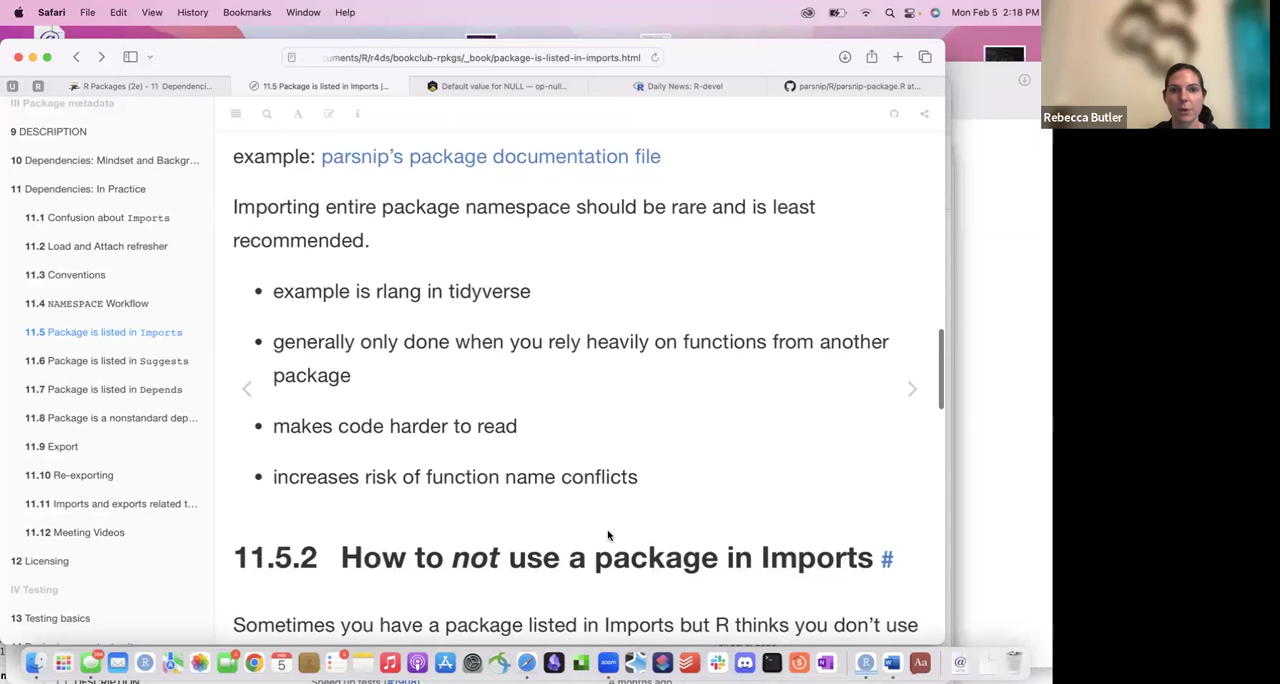 Safari File Edit View History Bookmarks Window Help Mon Feb 5 2:18 PM
uments/R/r4ds/bookclub-rpkgs/_book/package-is-listed-in-imports.html
U R R Packages (2e) - 11 Dependenci... 11.5 Package is listed in Imports |... Default value for NULL — op-null... Daily News: R-devel parsnip/R/parsnip-package.R at...
Rebecca Butler
III Package metadata
9 DESCRIPTION
10 Dependencies: Mindset and Backgr...
11 Dependencies: In Practice
11.1 Confusion about Imports
11.2 Load and Attach refresher
11.3 Conventions
11.4 NAMESPACE Workflow
11.5 Package is listed in Imports
11.6 Package is listed in Suggests
11.7 Package is listed in Depends
11.8 Package is a nonstandard dep...
11.9 Export
11.10 Re-exporting
11.11 Imports and exports related t...
11.12 Meeting Videos
12 Licensing
IV Testing
13 Testing basics
example: parsnip's package documentation file
Importing entire package namespace should be rare and is least
recommended.
• example is rlang in tidyverse
• generally only done when you rely heavily on functions from another
package
• makes code harder to read
• increases risk of function name conflicts
11.5.2 How to not use a package in Imports #
Sometimes you have a package listed in Imports but R thinks you don't use
DESCRIPTION Speed up tests (#1908) 4 months ago